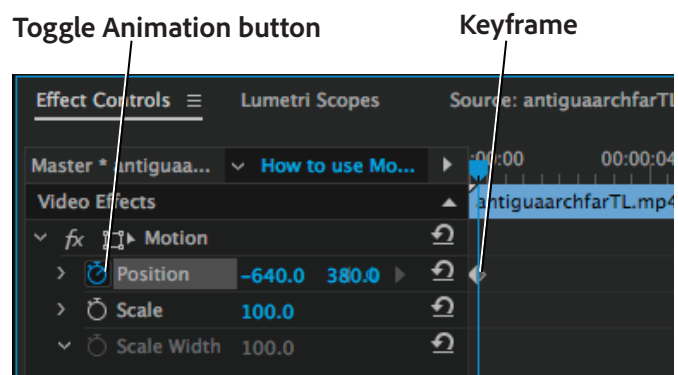 Toggle Animation button Keyframe
Effect Controls Lumetri Scopes Source: antiguaarchfarTL
Master * antiguaa... How to use Mo... :00:00 00:00:04
Video Effects antiguaarchfarTL.mp4
fx Motion
Position -640.0 380.0
Scale 100.0
Scale Width 100.0